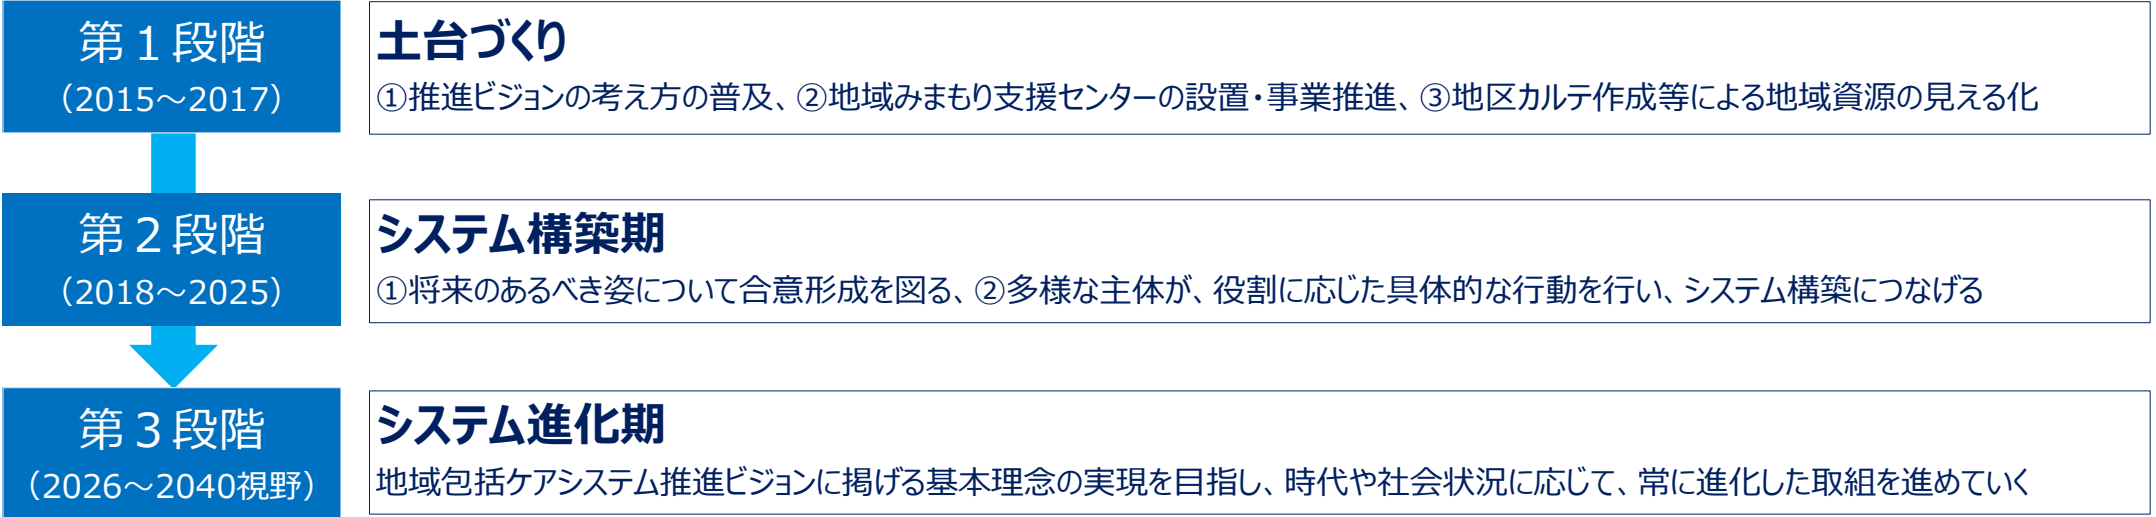 第１段階
（2015～2017）
土台づくり
①推進ビジョンの考え方の普及、②地域みまもり支援センターの設置・事業推進、③地区カルテ作成等による地域資源の見える化
第２段階
（2018～2025）
システム構築期
①将来のあるべき姿について合意形成を図る、②多様な主体が、役割に応じた具体的な行動を行い、システム構築につなげる
第３段階
（2026～2040視野）
システム進化期
地域包括ケアシステム推進ビジョンに掲げる基本理念の実現を目指し、時代や社会状況に応じて、常に進化した取組を進めていく